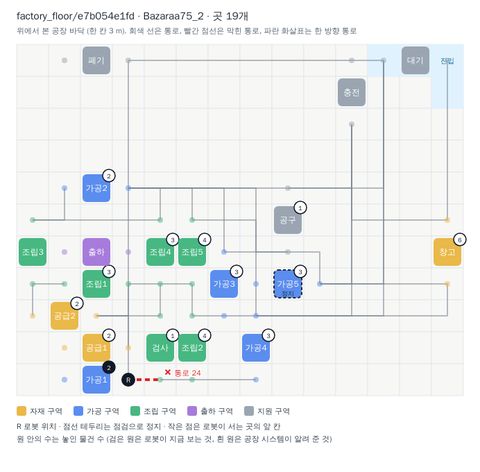 factory_floor/e7b054e1fd · Bazaraa75_2 · 곳 19개
위에서 본 공장 바닥 (한 칸 3 m). 회색 선은 통로, 빨간 점선은 막힌 통로, 파란 화살표는 한 방향 통로
폐기
대기
진입
충전
가공2
2
공구
1
조립3
출하
조립4
3
조립5
4
창고
6
조립1
3
가공3
3
가공5
3
정지
공급2
2
공급1
2
검사
1
조립2
4
가공4
3
가공1
2
R
✕ 통로 24
자재 구역
가공 구역
조립 구역
출하 구역
지원 구역
R 로봇 위치 · 점선 테두리는 점검으로 정지 · 작은 점은 로봇이 서는 곳의 앞 칸
원 안의 수는 놓인 물건 수 (검은 원은 로봇이 지금 보는 것, 흰 원은 공장 시스템이 알려 준 것)